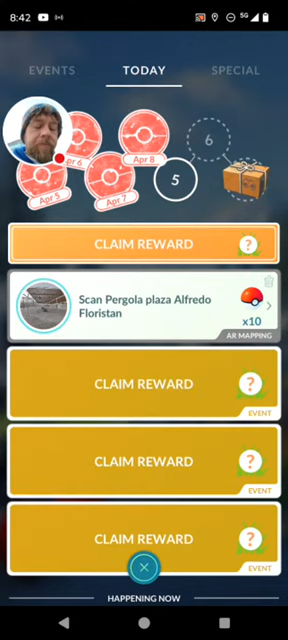 8:42
5G
EVENTS
TODAY
SPECIAL
Apr 5
pr 6
Apr 7
Apr 8
5
6
CLAIM REWARD
?
Scan Pergola plaza Alfredo
Floristan
x10
AR MAPPING
CLAIM REWARD
?
EVENT
CLAIM REWARD
?
EVENT
CLAIM REWARD
?
EVENT
HAPPENING NOW